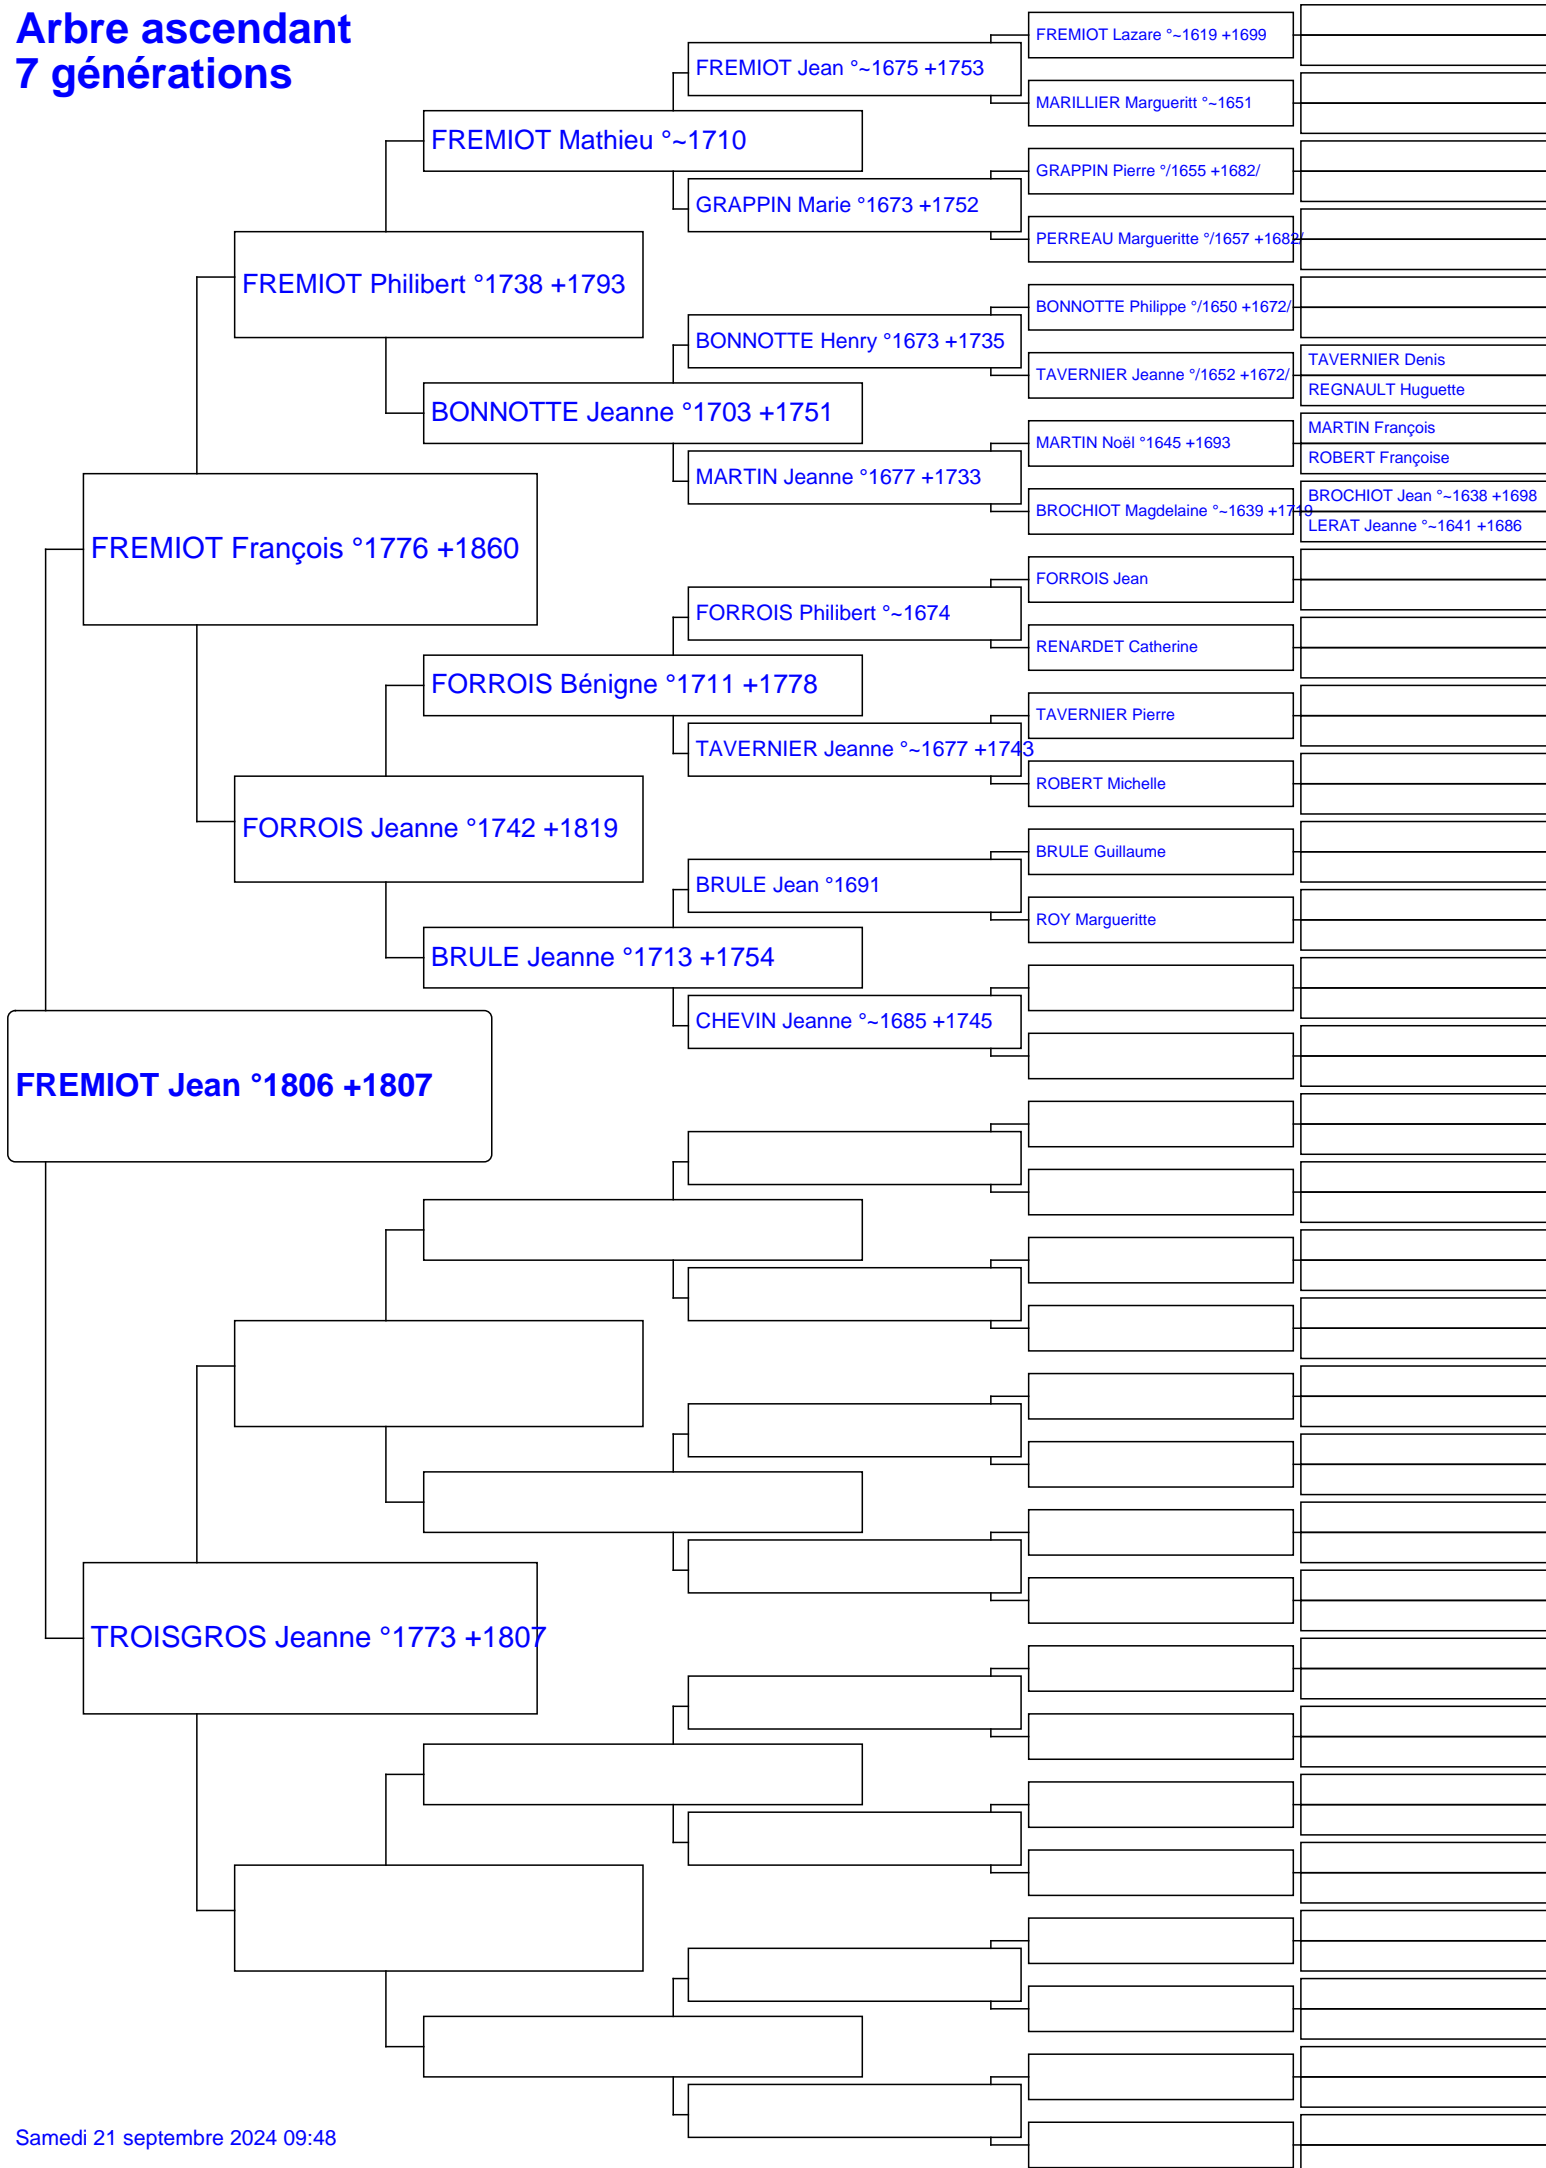 Arbre ascendant
7 générations
FREMIOT Lazare °~1619 +1699
FREMIOT Jean °~1675 +1753
MARILLIER Margueritt °~1651
FREMIOT Mathieu °~1710
GRAPPIN Pierre °/1655 +1682/
GRAPPIN Marie °1673 +1752
PERREAU Margueritte °/1657 +1682/
FREMIOT Philibert °1738 +1793
BONNOTTE Philippe °/1650 +1672/
BONNOTTE Henry °1673 +1735
TAVERNIER Denis
TAVERNIER Jeanne °/1652 +1672/
REGNAULT Huguette
BONNOTTE Jeanne °1703 +1751
MARTIN François
MARTIN Noël °1645 +1693
ROBERT Françoise
MARTIN Jeanne °1677 +1733
BROCHIOT Jean °~1638 +1698
BROCHIOT Magdelaine °~1639 +1719
LERAT Jeanne °~1641 +1686
FREMIOT François °1776 +1860
FORROIS Jean
FORROIS Philibert °~1674
RENARDET Catherine
FORROIS Bénigne °1711 +1778
TAVERNIER Pierre
TAVERNIER Jeanne °~1677 +1743
ROBERT Michelle
FORROIS Jeanne °1742 +1819
BRULE Guillaume
BRULE Jean °1691
ROY Margueritte
BRULE Jeanne °1713 +1754
CHEVIN Jeanne °~1685 +1745
FREMIOT Jean °1806 +1807
TROISGROS Jeanne °1773 +1807
Samedi 21 septembre 2024 09:48